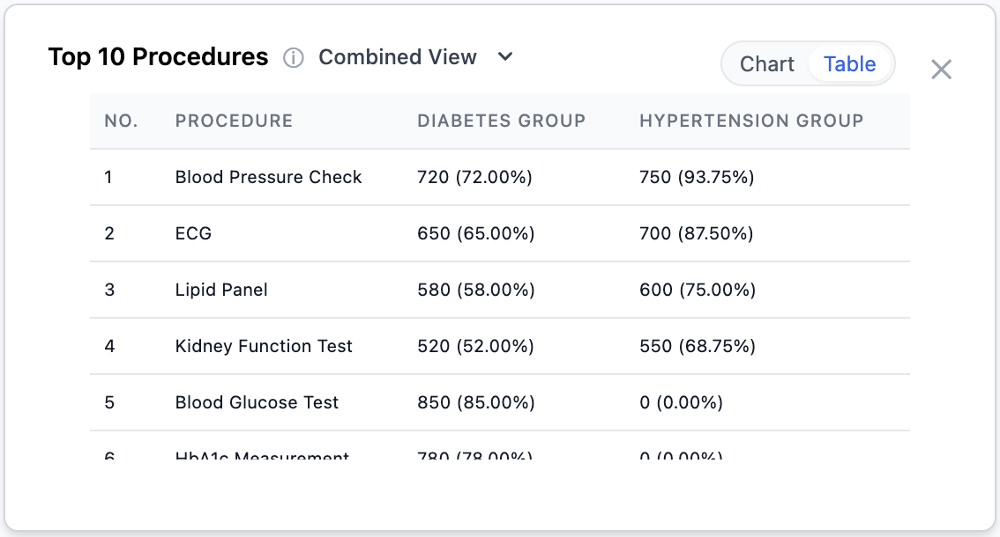 Top 10 Procedures ⓘ Combined View Chart Table
NO. PROCEDURE DIABETES GROUP HYPERTENSION GROUP
1 Blood Pressure Check 720 (72.00%) 750 (93.75%)
2 ECG 650 (65.00%) 700 (87.50%)
3 Lipid Panel 580 (58.00%) 600 (75.00%)
4 Kidney Function Test 520 (52.00%) 550 (68.75%)
5 Blood Glucose Test 850 (85.00%) 0 (0.00%)
6 HbA1c Measurement 780 (78.00%) 0 (0.00%)